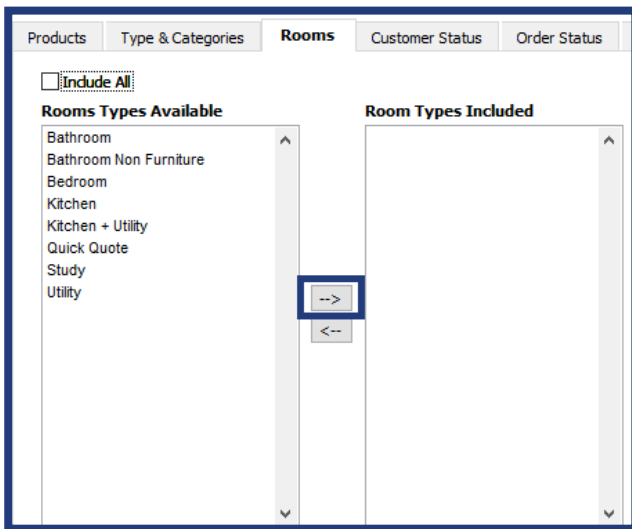 Products Type & Categories Rooms Customer Status Order Status
Include All
Rooms Types Available Room Types Included
Bathroom
Bathroom Non Furniture
Bedroom
Kitchen
Kitchen + Utility
Quick Quote
Study
Utility
-->
<--